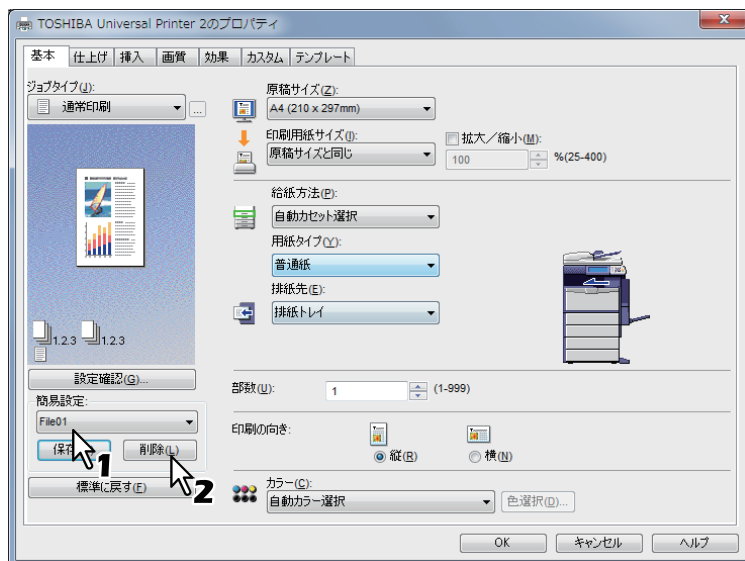 TOSHIBA Universal Printer 2のプロパティ
基本 仕上げ 挿入 画質 効果 カスタム テンプレート
ジョブタイプ(J):
通常印刷 ...
1.2.3 1.2.3
設定確認(G)...
簡易設定:
File01
保存 削除(L)
1 2
標準に戻す(F)
原稿サイズ(Z):
A4 (210 x 297mm)
印刷用紙サイズ(I):
原稿サイズと同じ
拡大/縮小(M):
100 %(25-400)
給紙方法(P):
自動カセット選択
用紙タイプ(Y):
普通紙
排紙先(E):
排紙トレイ
部数(U): 1 (1-999)
印刷の向き:
縦(R) 横(N)
カラー(C):
自動カラー選択 色選択(D)...
OK キャンセル ヘルプ